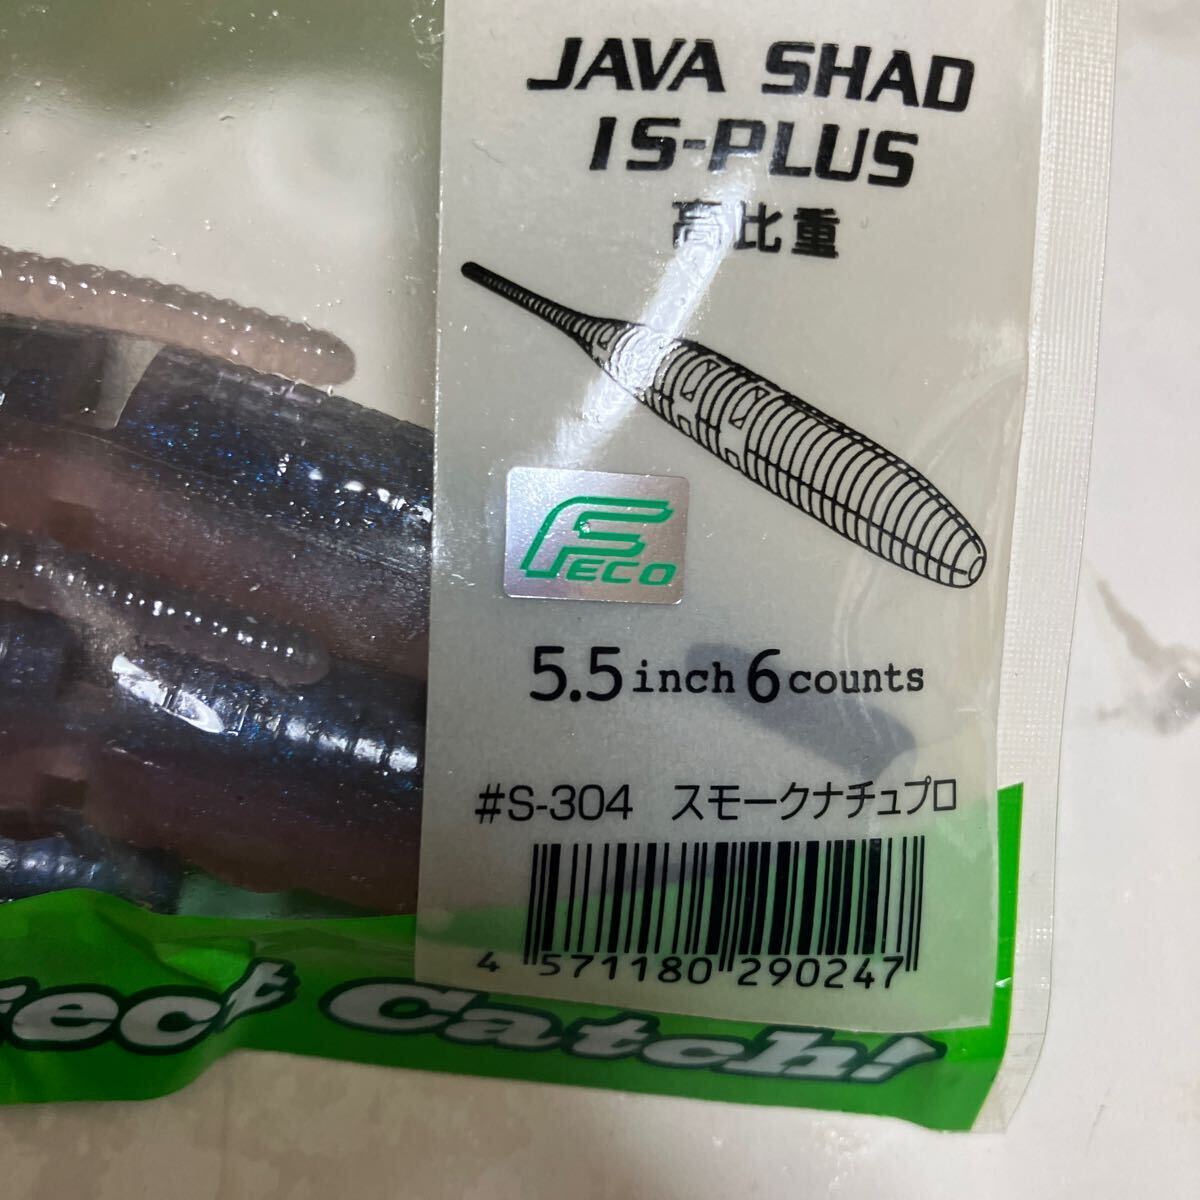 JAVA SHAD
IS-PLUS
高比重
FECO
5.5 inch 6 counts
#S-304 スモークナチュプロ
4 571180 290247
Catch!